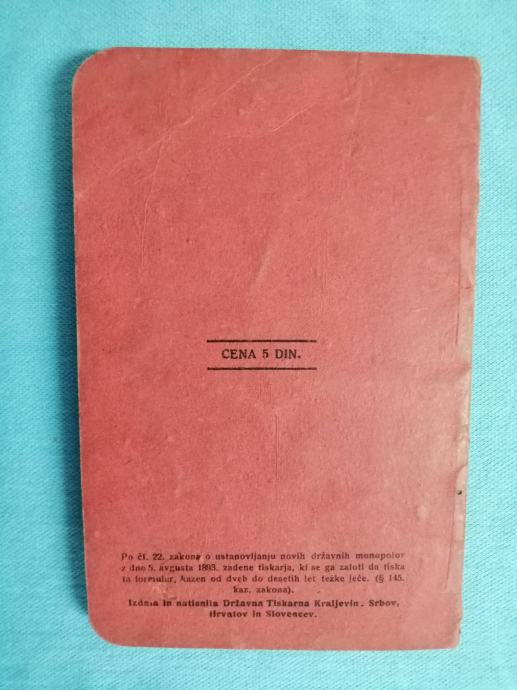 CENA 5 DIN.
Po čl. 22. zakona o ustanovljanju novih državnih monopolov
z dne 5. avgusta 1893. zadene tiskarja, ki se ga zaloti da tiska
ta formular, kazen od dveh do desetih let težke ječe. (§ 145.
kaz. zakona).
Izdala in natisnila Državna Tiskarna Kraljevin. Srbov,
Hrvatov in Slovencev.